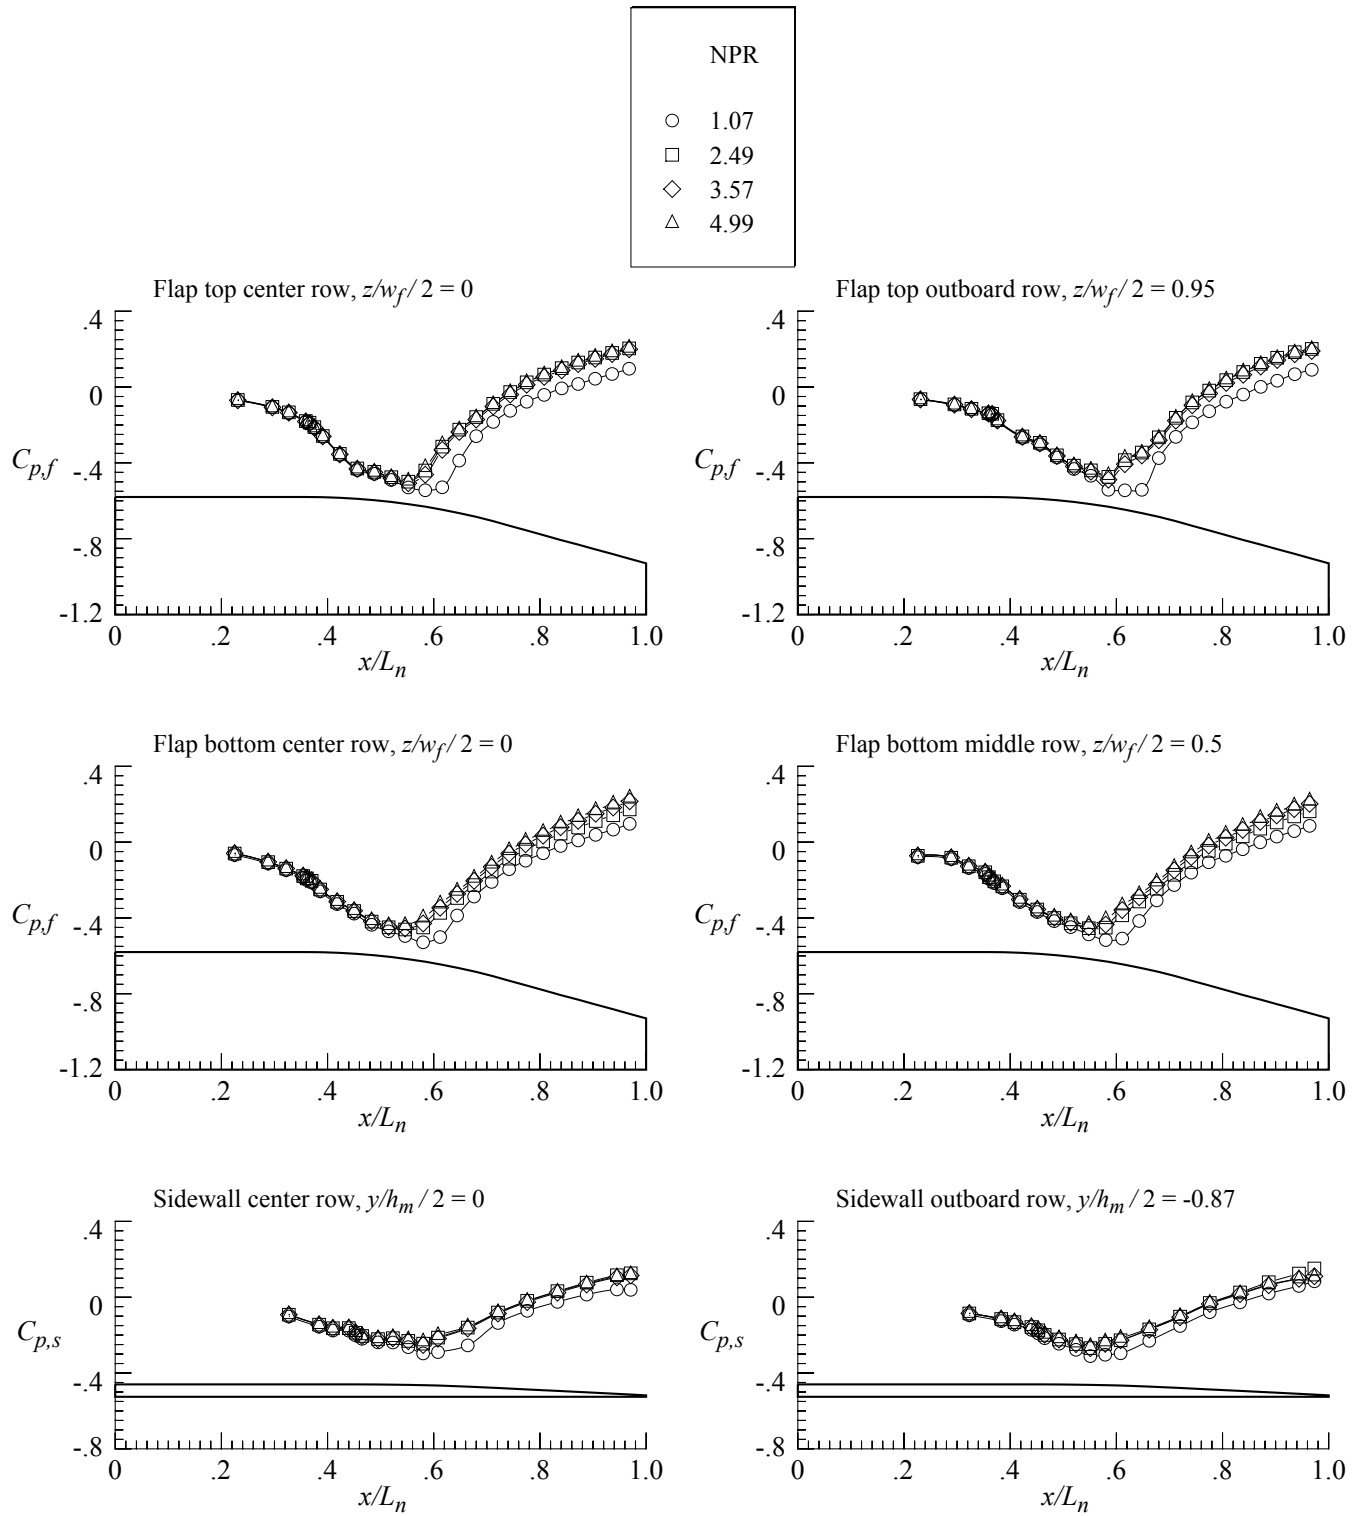 NPR
1.07
2.49
3.57
4.99
Flap top center row, z/w_f / 2 = 0
.4
0
-.4
-.8
-1.2
C_p,f
0 .2 .4 .6 .8 1.0
x/L_n
Flap top outboard row, z/w_f / 2 = 0.95
.4
0
-.4
-.8
-1.2
C_p,f
0 .2 .4 .6 .8 1.0
x/L_n
Flap bottom center row, z/w_f / 2 = 0
.4
0
-.4
-.8
-1.2
C_p,f
0 .2 .4 .6 .8 1.0
x/L_n
Flap bottom middle row, z/w_f / 2 = 0.5
.4
0
-.4
-.8
-1.2
C_p,f
0 .2 .4 .6 .8 1.0
x/L_n
Sidewall center row, y/h_m / 2 = 0
.4
0
-.4
-.8
C_p,s
0 .2 .4 .6 .8 1.0
x/L_n
Sidewall outboard row, y/h_m / 2 = -0.87
.4
0
-.4
-.8
C_p,s
0 .2 .4 .6 .8 1.0
x/L_n